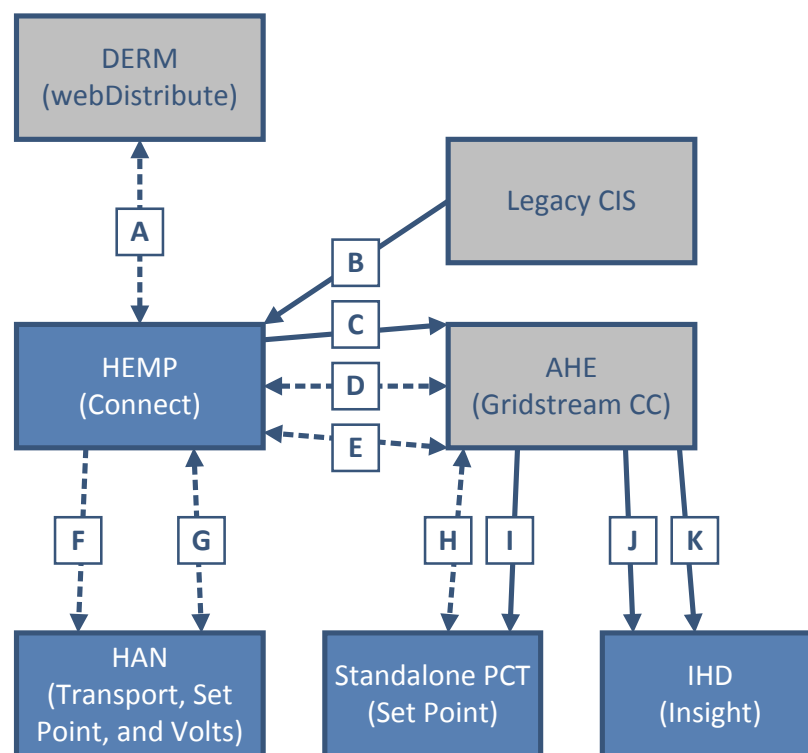 DERM
(webDistribute)
Legacy CIS
A
B
C
HEMP
(Connect)
AHE
(Gridstream CC)
D
E
F
G
H
I
J
K
HAN
(Transport, Set
Point, and Volts)
Standalone PCT
(Set Point)
IHD
(Insight)